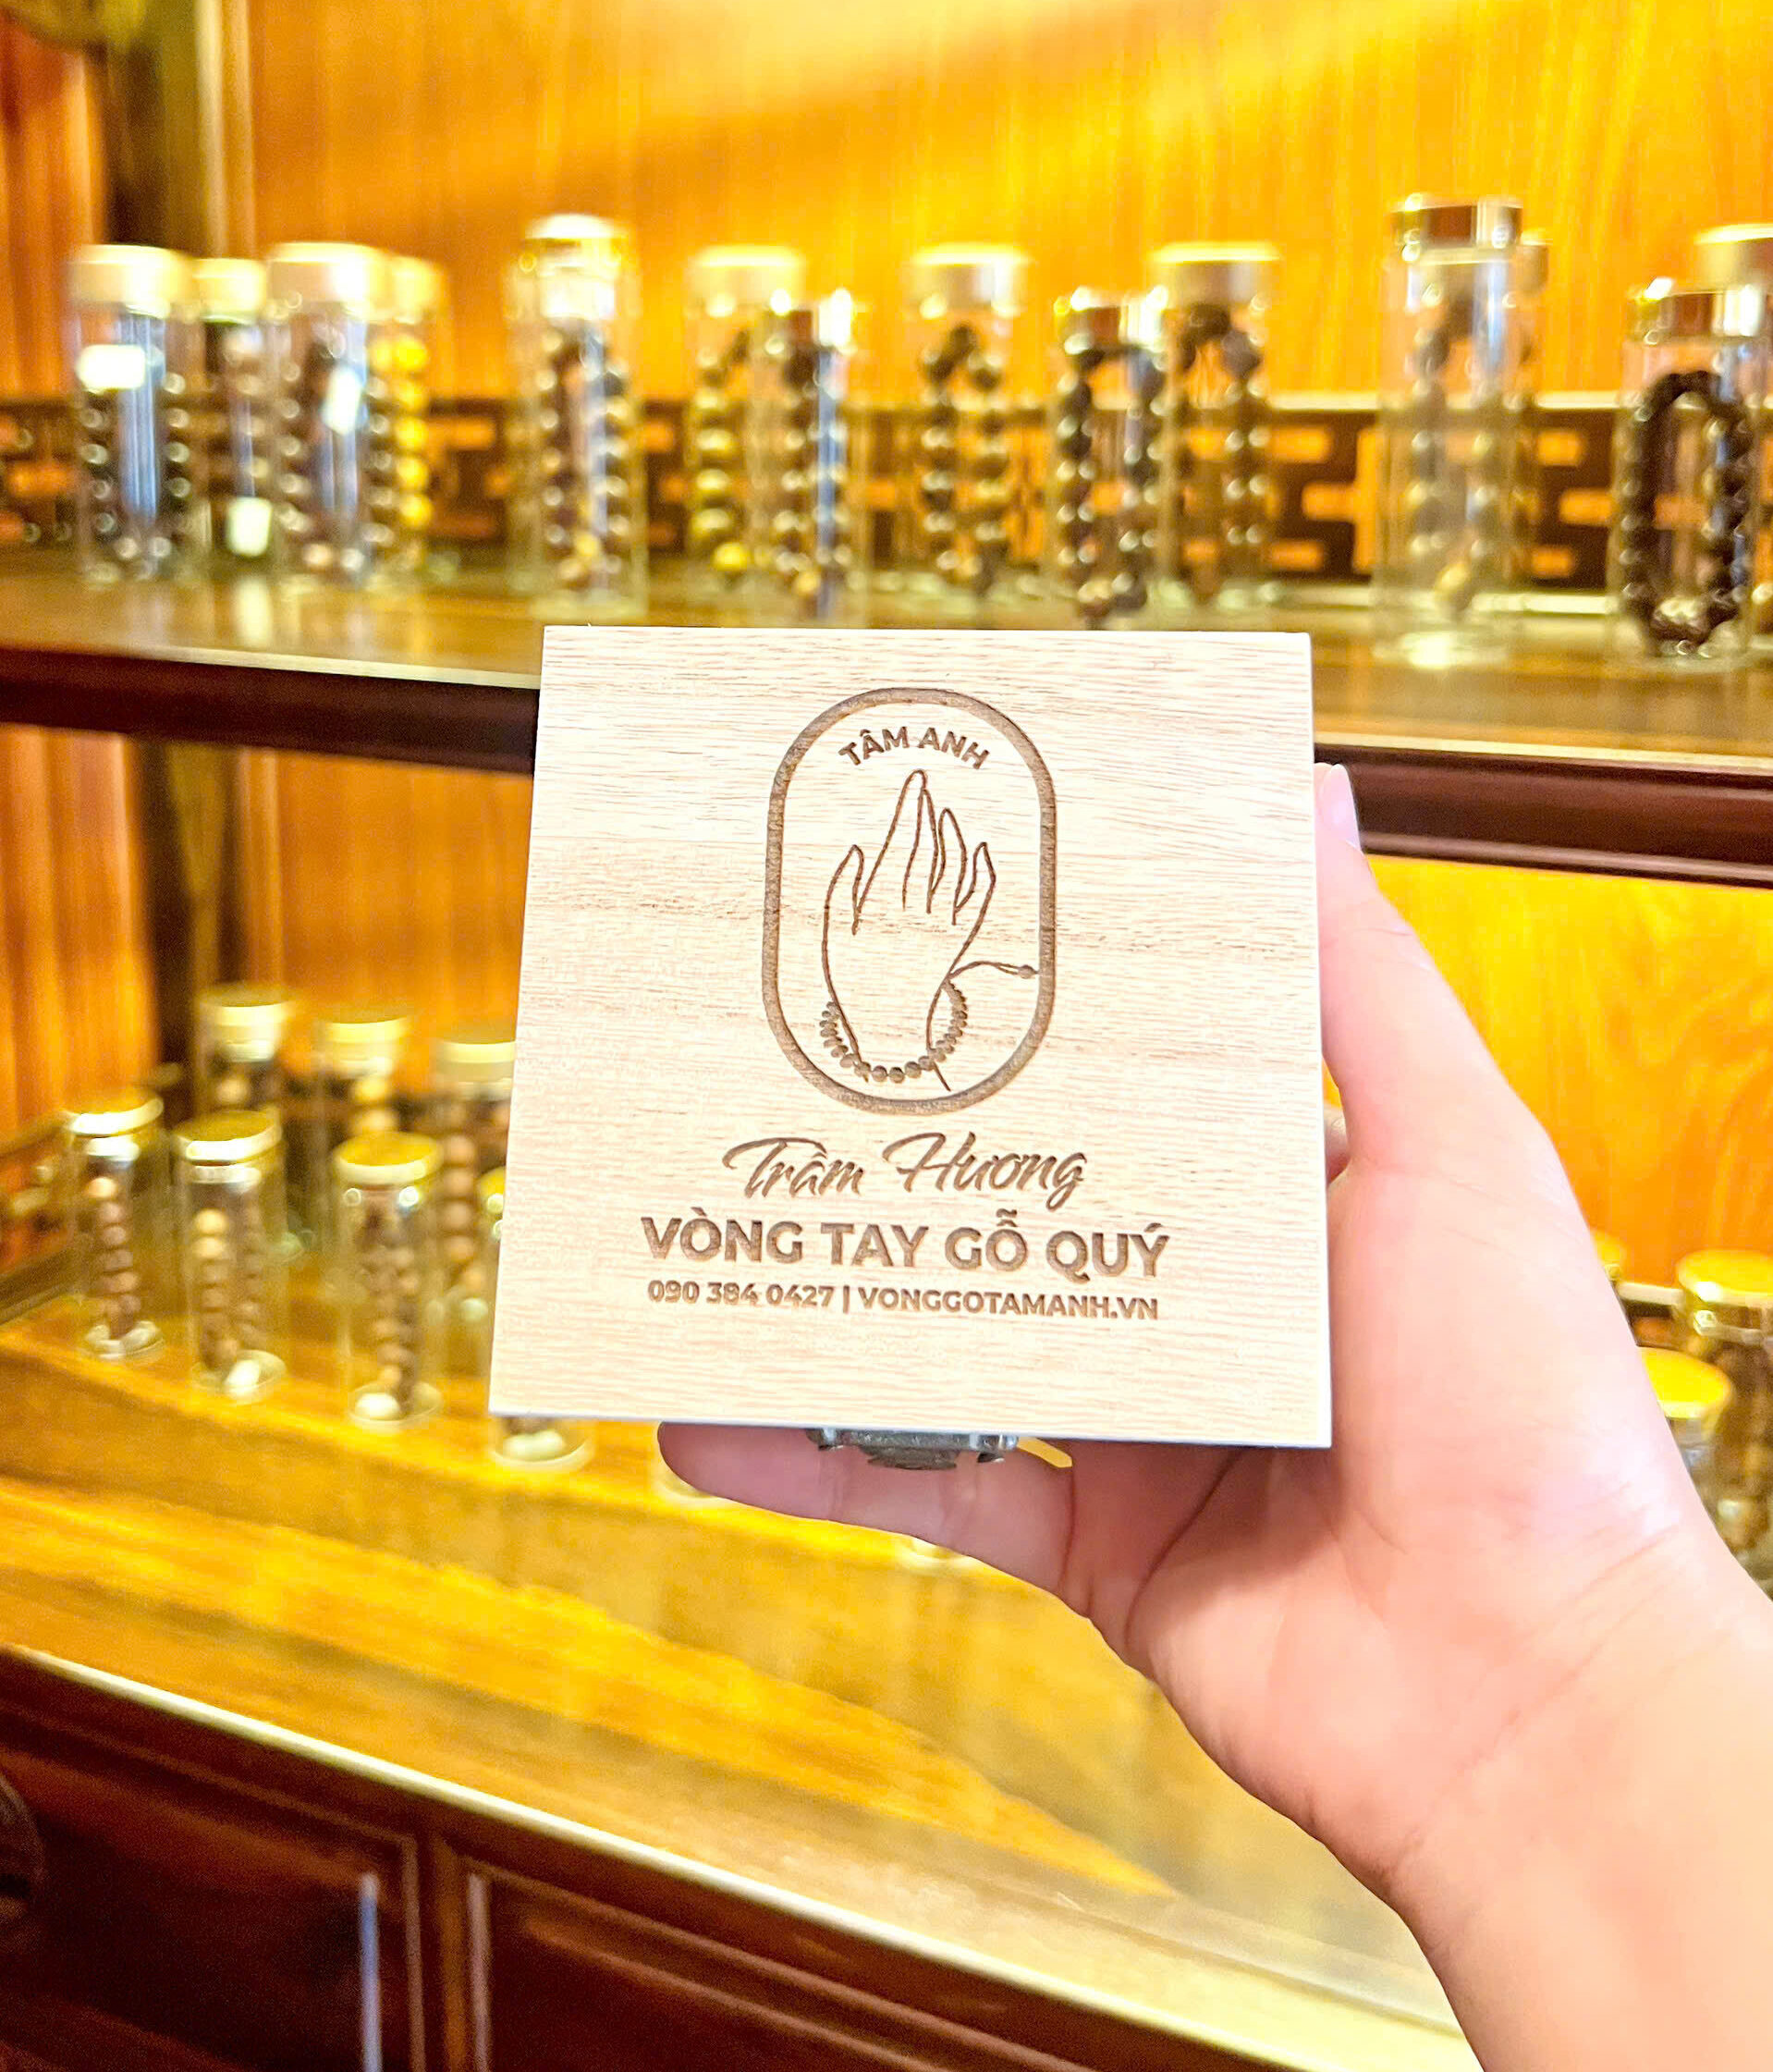 TÂM ANH
Trầm Hương
VÒNG TAY GỖ QUÝ
090 384 0427 | VONGGOTAMANH.VN